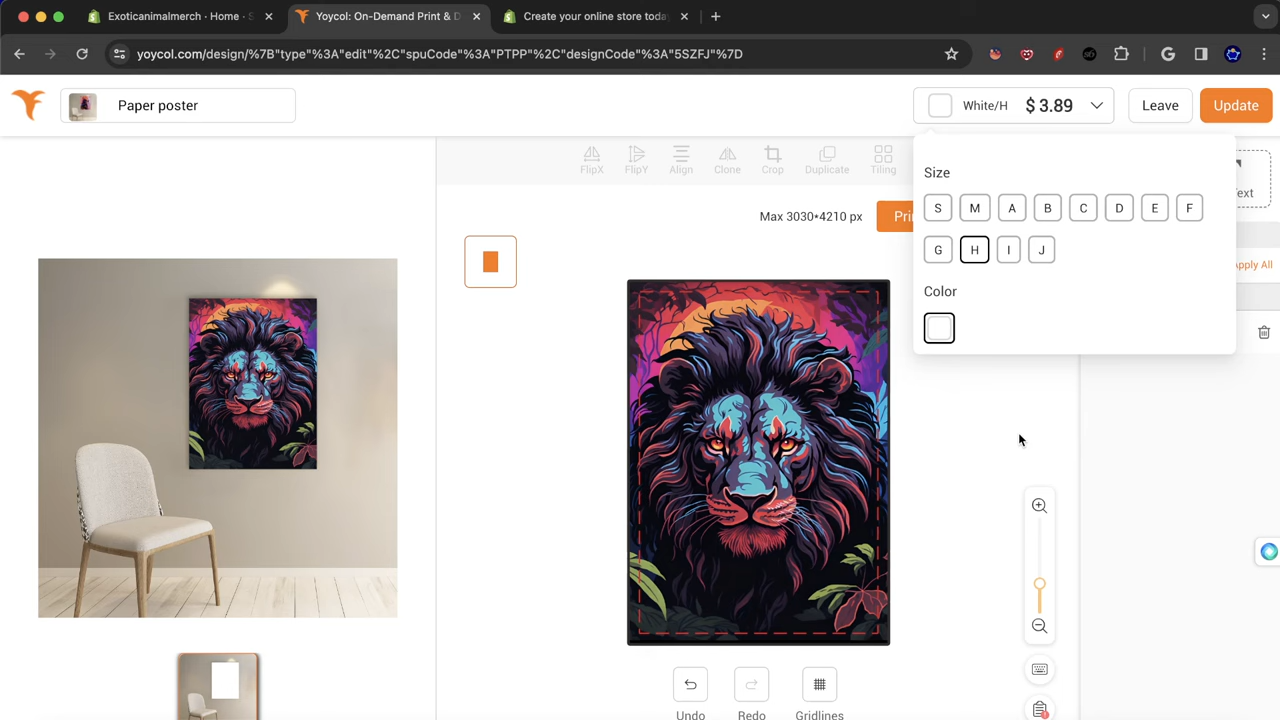 Exoticanimalmerch · Home · S
Yoycol: On-Demand Print & D
Create your online store toda
yoycol.com/design/%7B"type"%3A"edit"%2C"spuCode"%3A"PTPP"%2C"designCode"%3A"5SZFJ"%7D
Paper poster
White/H $ 3.89
Leave
Update
FlipX FlipY Align Clone Crop Duplicate Tiling
Size
S M A B C D E F
G H I J
Color
Max 3030*4210 px
Prin
ext
Apply All
Undo Redo Gridlines